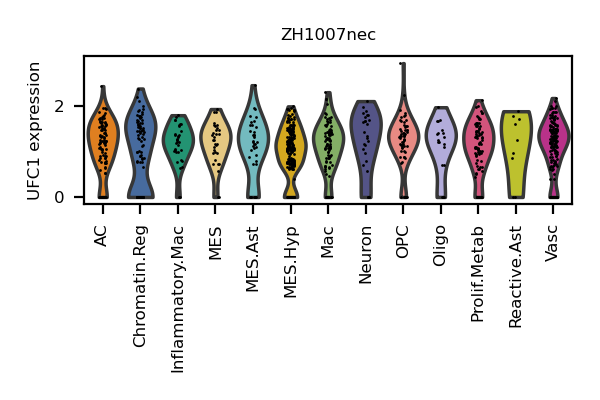 ZH1007nec
UFC1 expression
2
0
AC
Chromatin.Reg
Inflammatory.Mac
MES
MES.Ast
MES.Hyp
Mac
Neuron
OPC
Oligo
Prolif.Metab
Reactive.Ast
Vasc